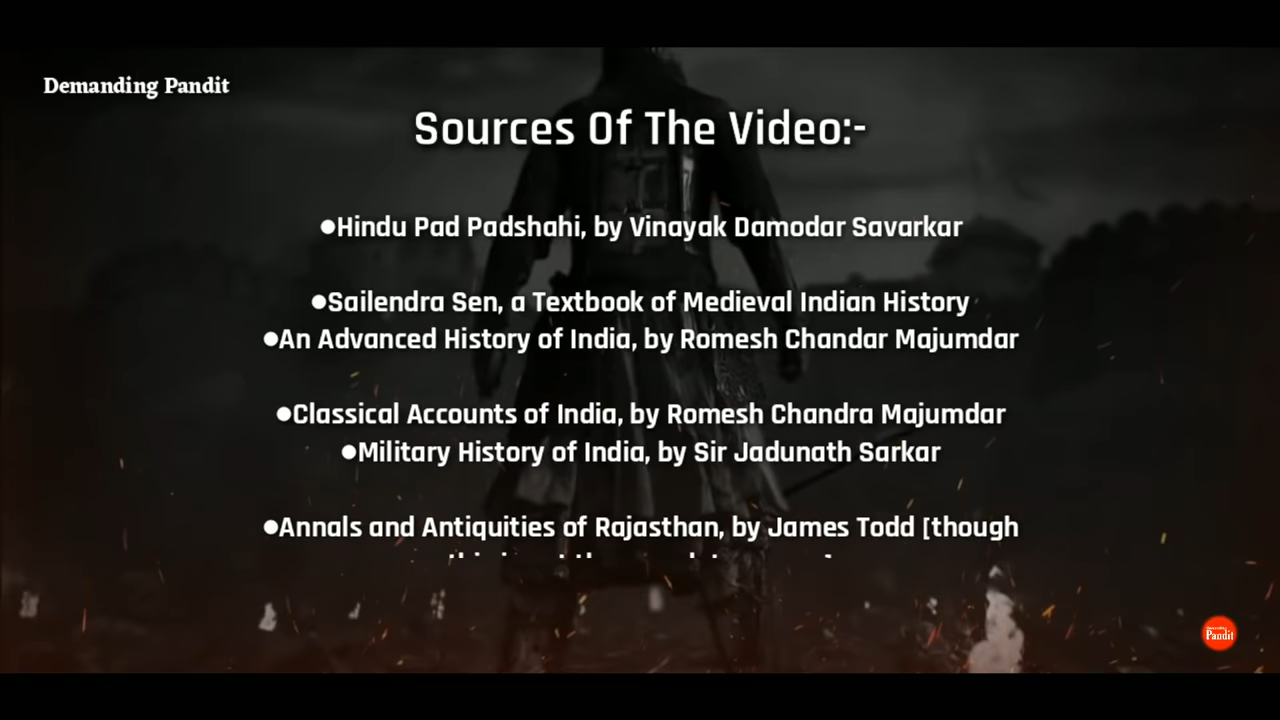 Demanding Pandit
Sources Of The Video:-
●Hindu Pad Padshahi, by Vinayak Damodar Savarkar
●Sailendra Sen, a Textbook of Medieval Indian History
●An Advanced History of India, by Romesh Chandar Majumdar
●Classical Accounts of India, by Romesh Chandra Majumdar
●Military History of India, by Sir Jadunath Sarkar
●Annals and Antiquities of Rajasthan, by James Todd [though
Pandit